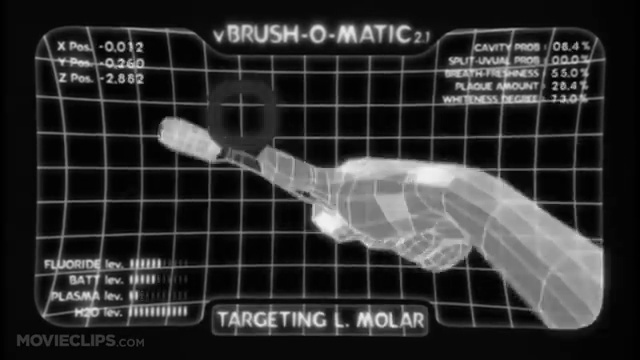 vBRUSH-O-MATIC2.1
X Pos. -0,012
Y Pos. -0,260
Z Pos. -2,882
CAVITY PROB : 08.4%
SPLIT-UVUAL PROB : 00.0%
BREATH-FRESHNESS : 55.0%
PLAQUE AMOUNT : 28.4%
WHITENESS DEGREE : 73.0%
FLUORIDE lev.
BATT lev.
PLASMA lev.
H2O lev.
TARGETING L. MOLAR
MOVIECLIPS.COM